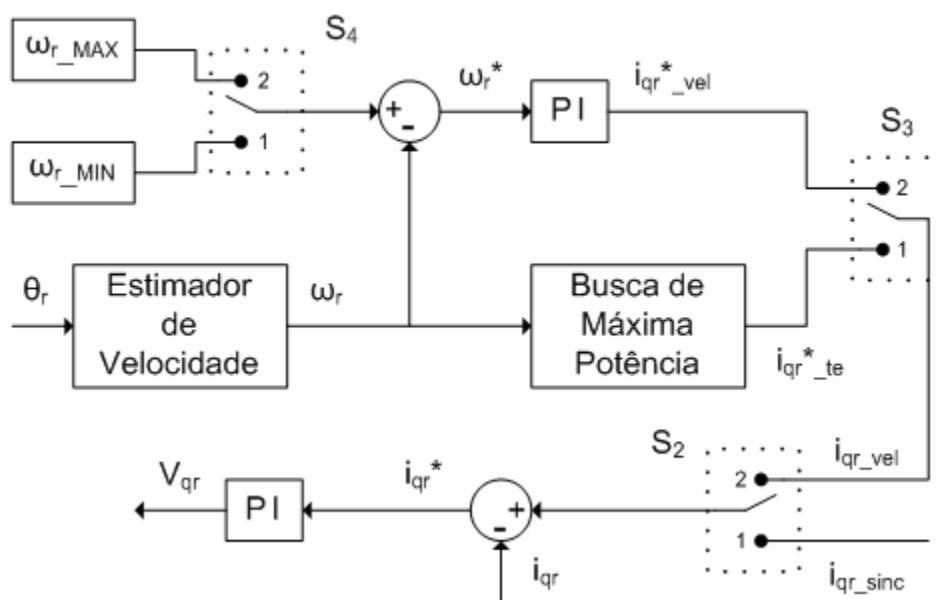 S4
ωr_MAX
2
ωr*
iqr*_vel
+
-
PI
S3
1
ωr_MIN
2
1
θr
Estimador
de
Velocidade
ωr
Busca de
Máxima
Potência
iqr*_te
S2
iqr_vel
Vqr
iqr*
2
PI
+
-
1
iqr
iqr_sinc